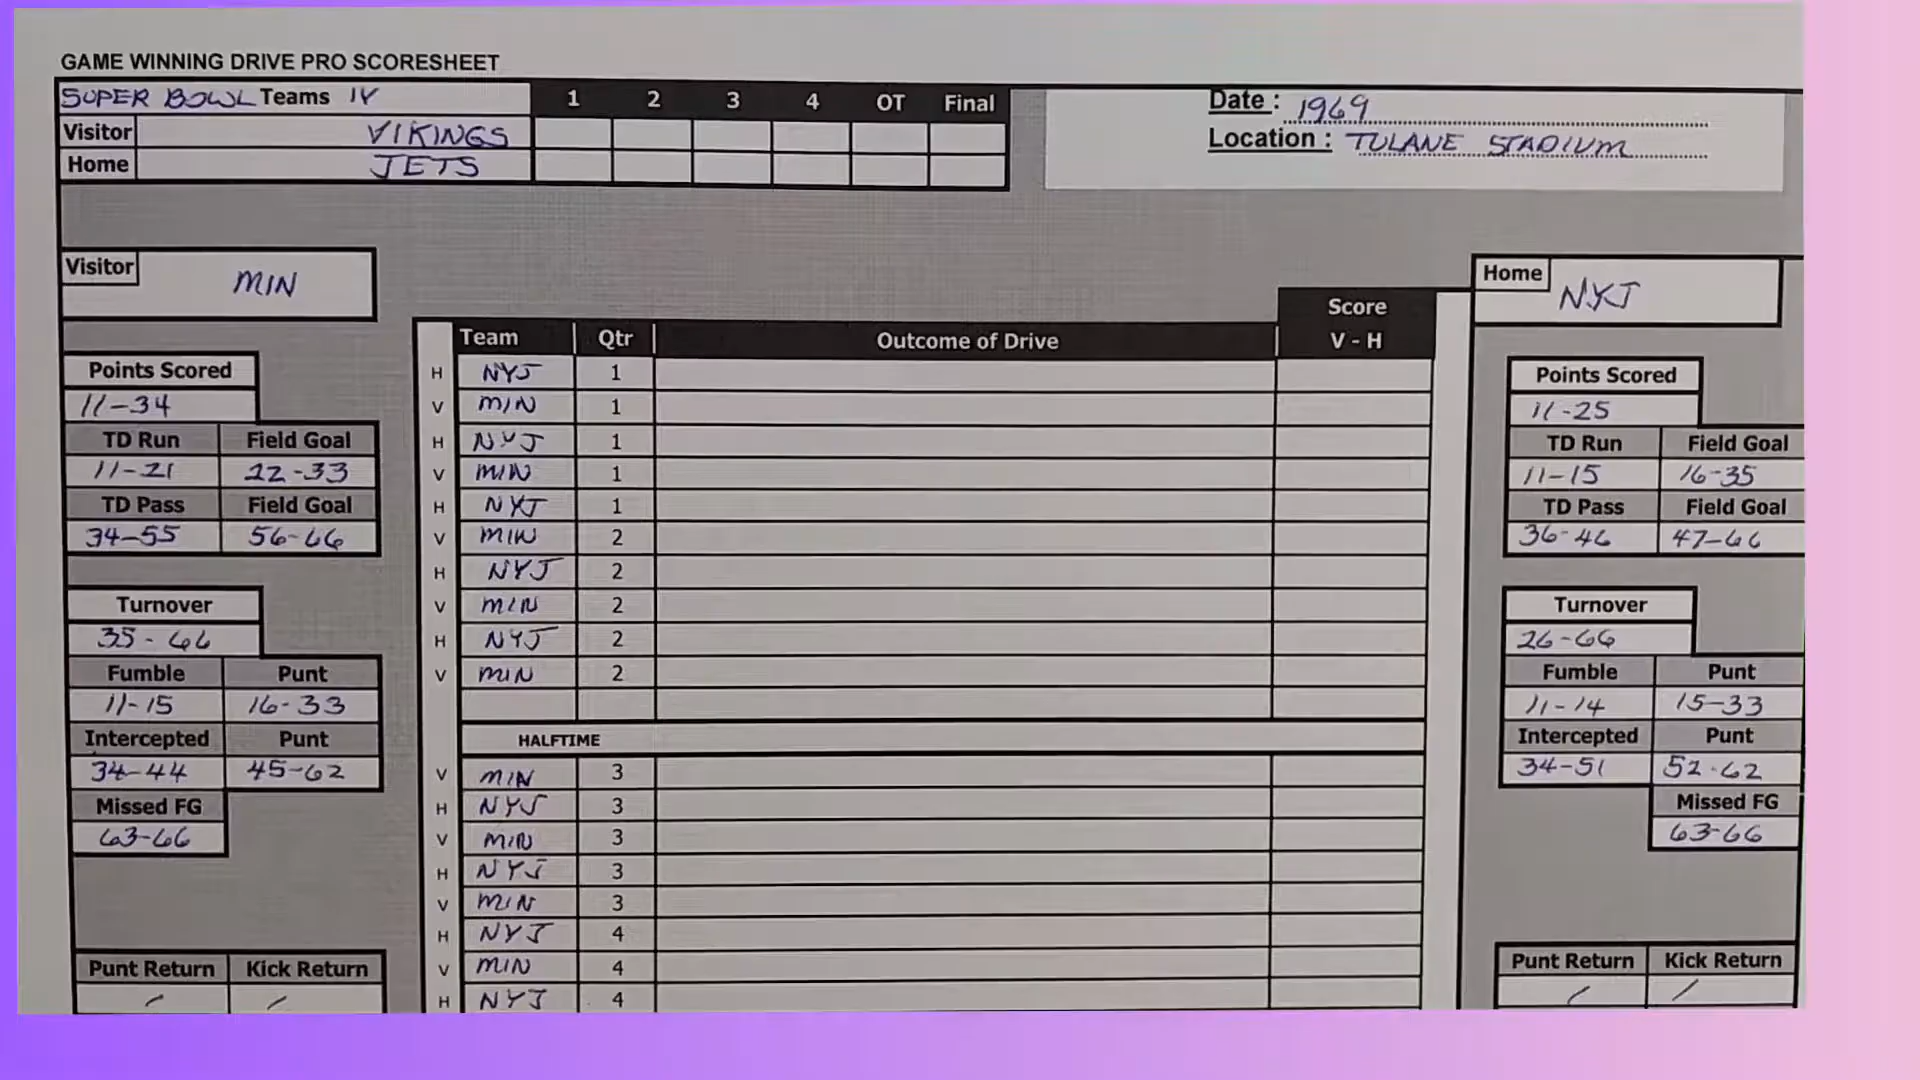 GAME WINNING DRIVE PRO SCORESHEET
SUPER BOWL Teams IV 1 2 3 4 OT Final
Visitor VIKINGS
Home JETS
Date : 1969
Location : TULANE STADIUM
Visitor MIN
Points Scored
11-34
TD Run Field Goal
11-21 22-33
TD Pass Field Goal
34-55 56-66
Turnover
35-66
Fumble Punt
11-15 16-33
Intercepted Punt
34-44 45-62
Missed FG
63-66
Punt Return Kick Return
Team Qtr Outcome of Drive Score V - H
H NYJ 1
V MIN 1
H NYJ 1
V MIN 1
H NYJ 1
V MIN 2
H NYJ 2
V MIN 2
H NYJ 2
V MIN 2
HALFTIME
V MIN 3
H NYJ 3
V MIN 3
H NYJ 3
V MIN 3
H NYJ 4
V MIN 4
H NYJ 4
Home NYJ
Points Scored
11-25
TD Run Field Goal
11-15 16-35
TD Pass Field Goal
36-46 47-66
Turnover
26-66
Fumble Punt
11-14 15-33
Intercepted Punt
34-51 52-62
Missed FG
63-66
Punt Return Kick Return